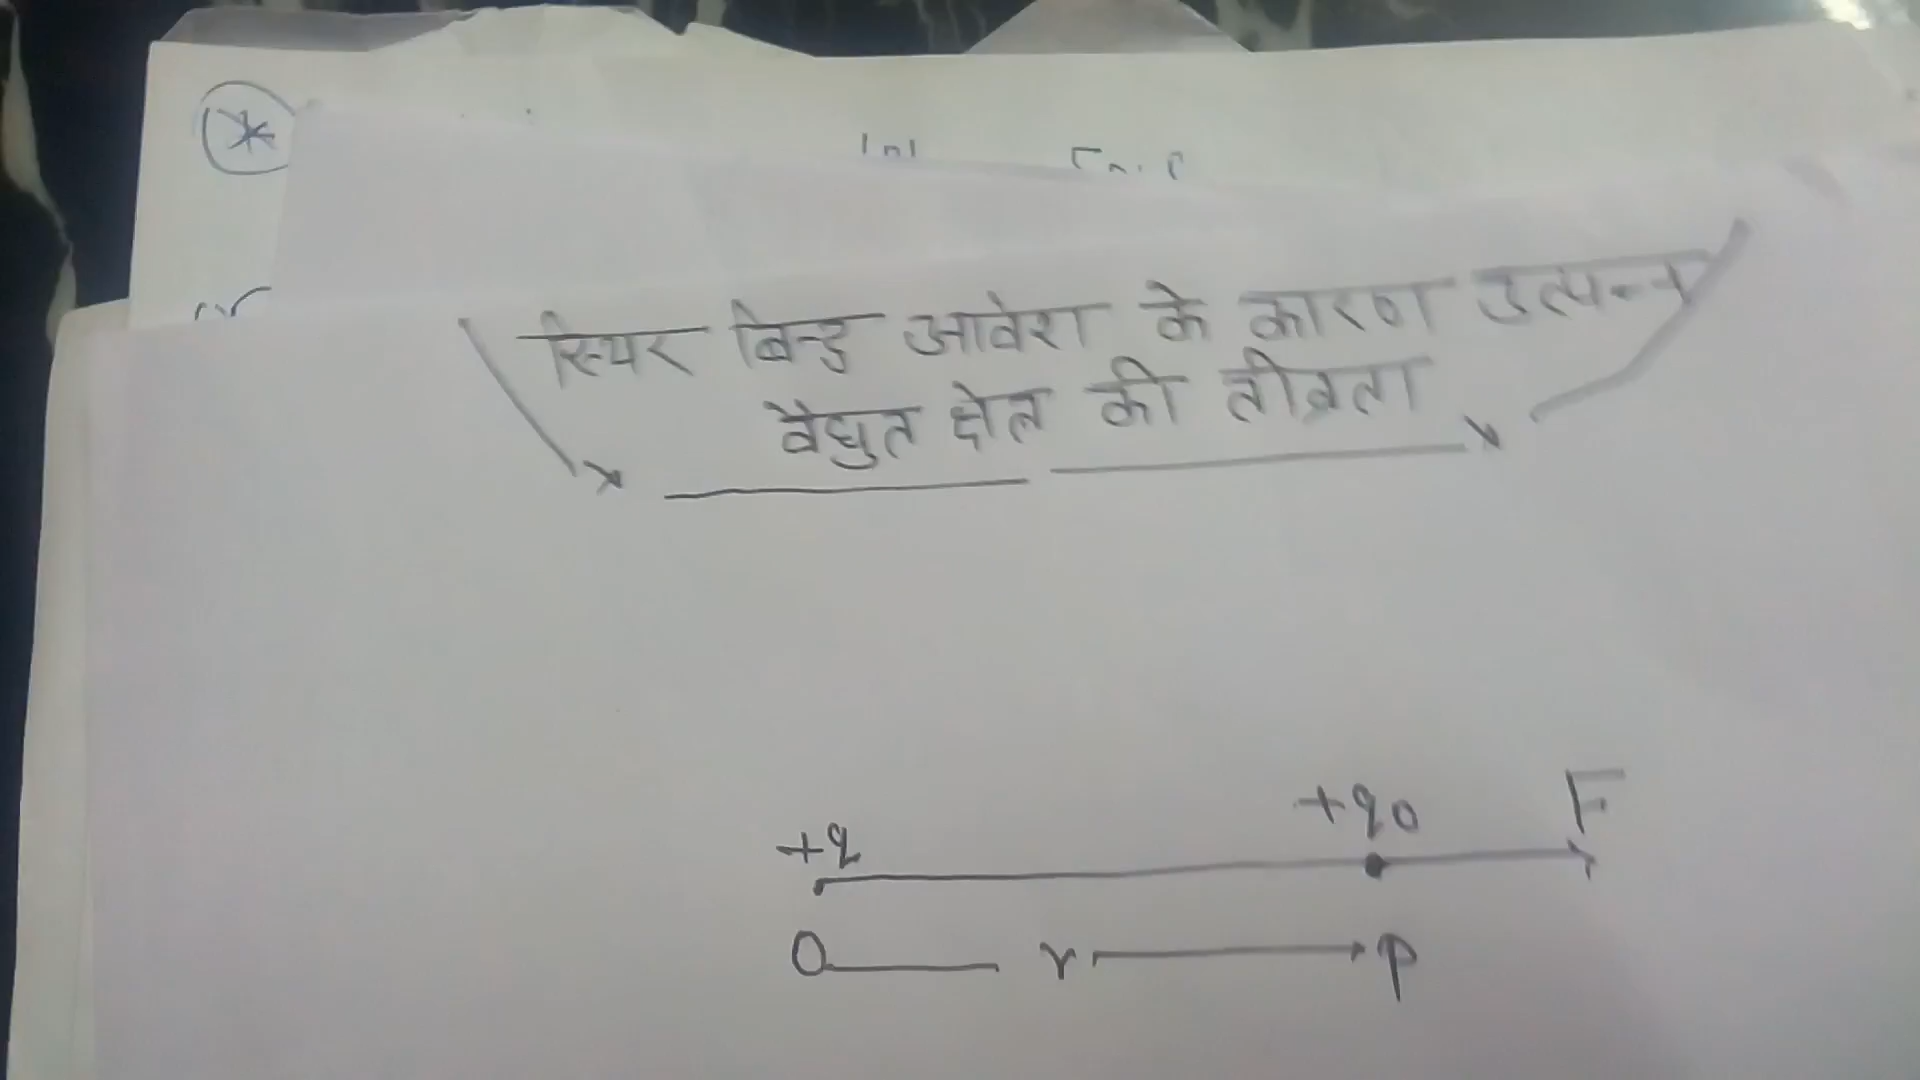 स्थिर बिन्दु आवेश के कारण उत्पन्न
वैद्युत क्षेत्र की तीव्रता
+q +q0 F
O r P